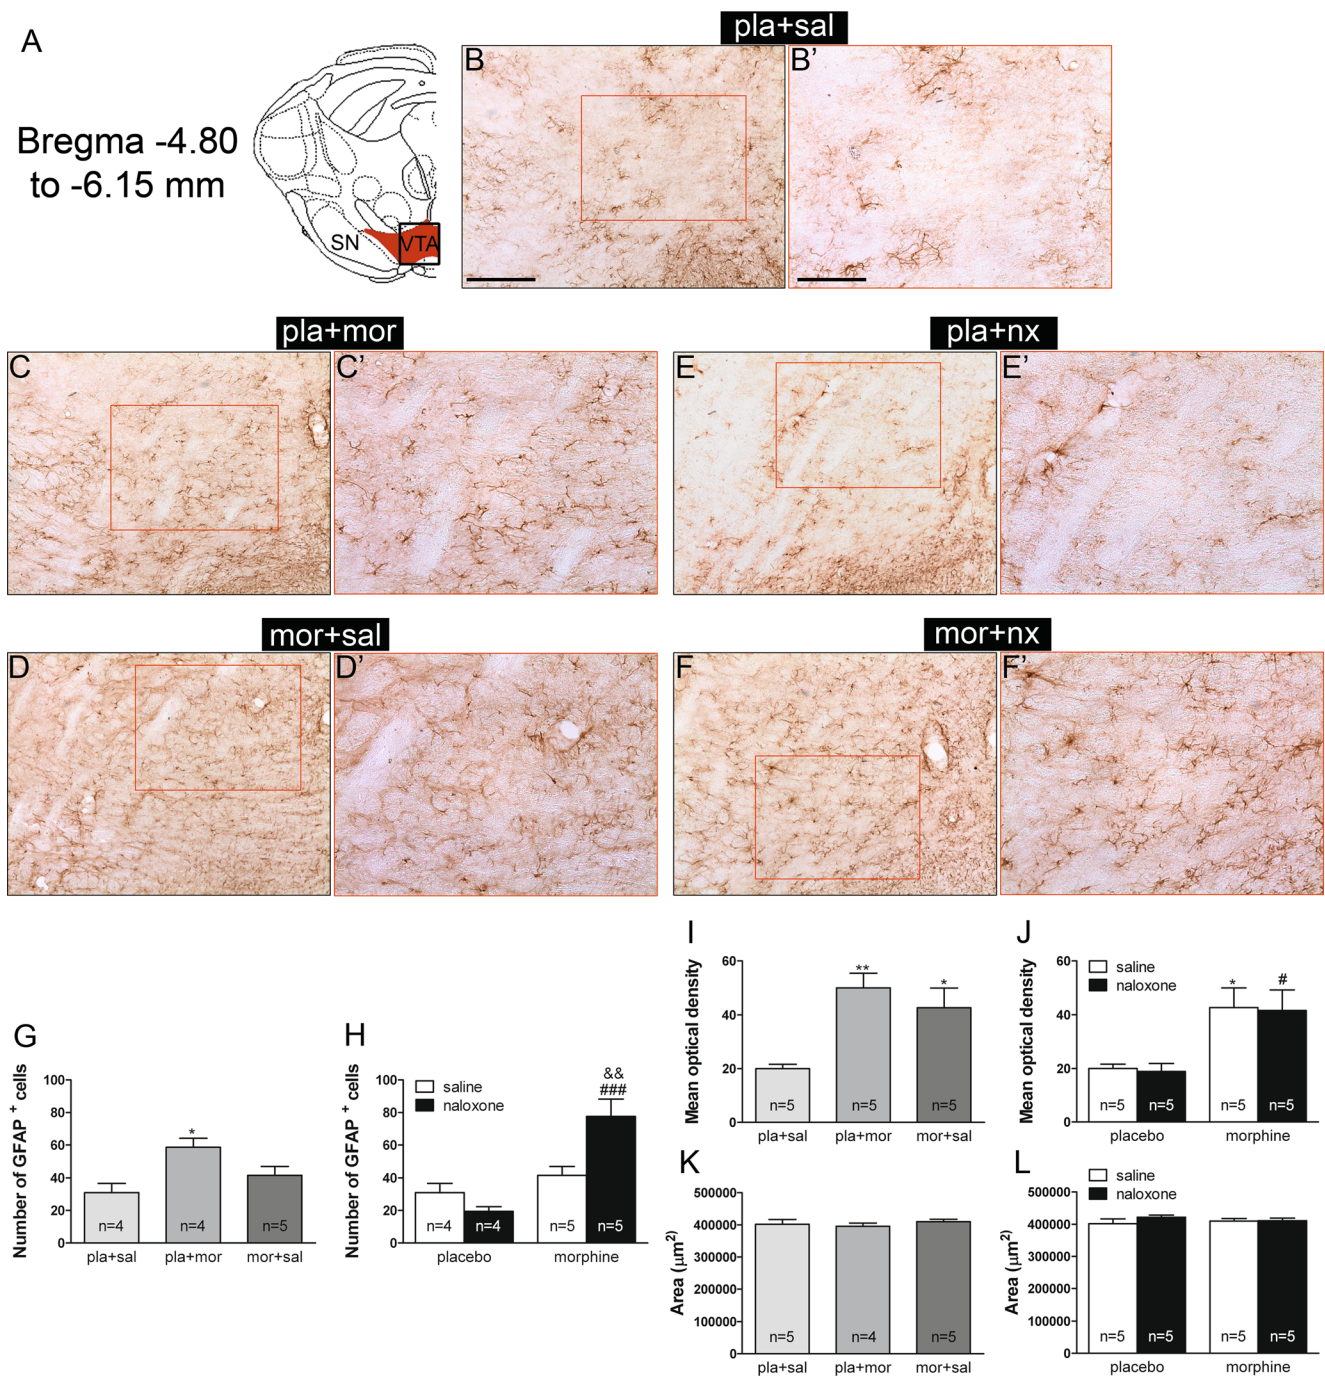 A
Bregma -4.80
to -6.15 mm
SN
VTA
pla+sal
B
B’
pla+mor
C
C’
pla+nx
E
E’
mor+sal
D
D’
mor+nx
F
F’
G
Number of GFAP + cells
100
80
60
40
20
0
*
n=4
n=4
n=5
pla+sal
pla+mor
mor+sal
H
Number of GFAP + cells
100
80
60
40
20
0
saline
naloxone
&&
###
n=4
n=4
n=5
n=5
placebo
morphine
I
Mean optical density
60
40
20
0
**
*
n=5
n=5
n=5
pla+sal
pla+mor
mor+sal
J
Mean optical density
60
40
20
0
saline
naloxone
*
#
n=5
n=5
n=5
n=5
placebo
morphine
K
Area (μm²)
500000
400000
300000
200000
100000
0
n=5
n=4
n=5
pla+sal
pla+mor
mor+sal
L
Area (μm²)
500000
400000
300000
200000
100000
0
saline
naloxone
n=5
n=5
n=5
n=5
placebo
morphine